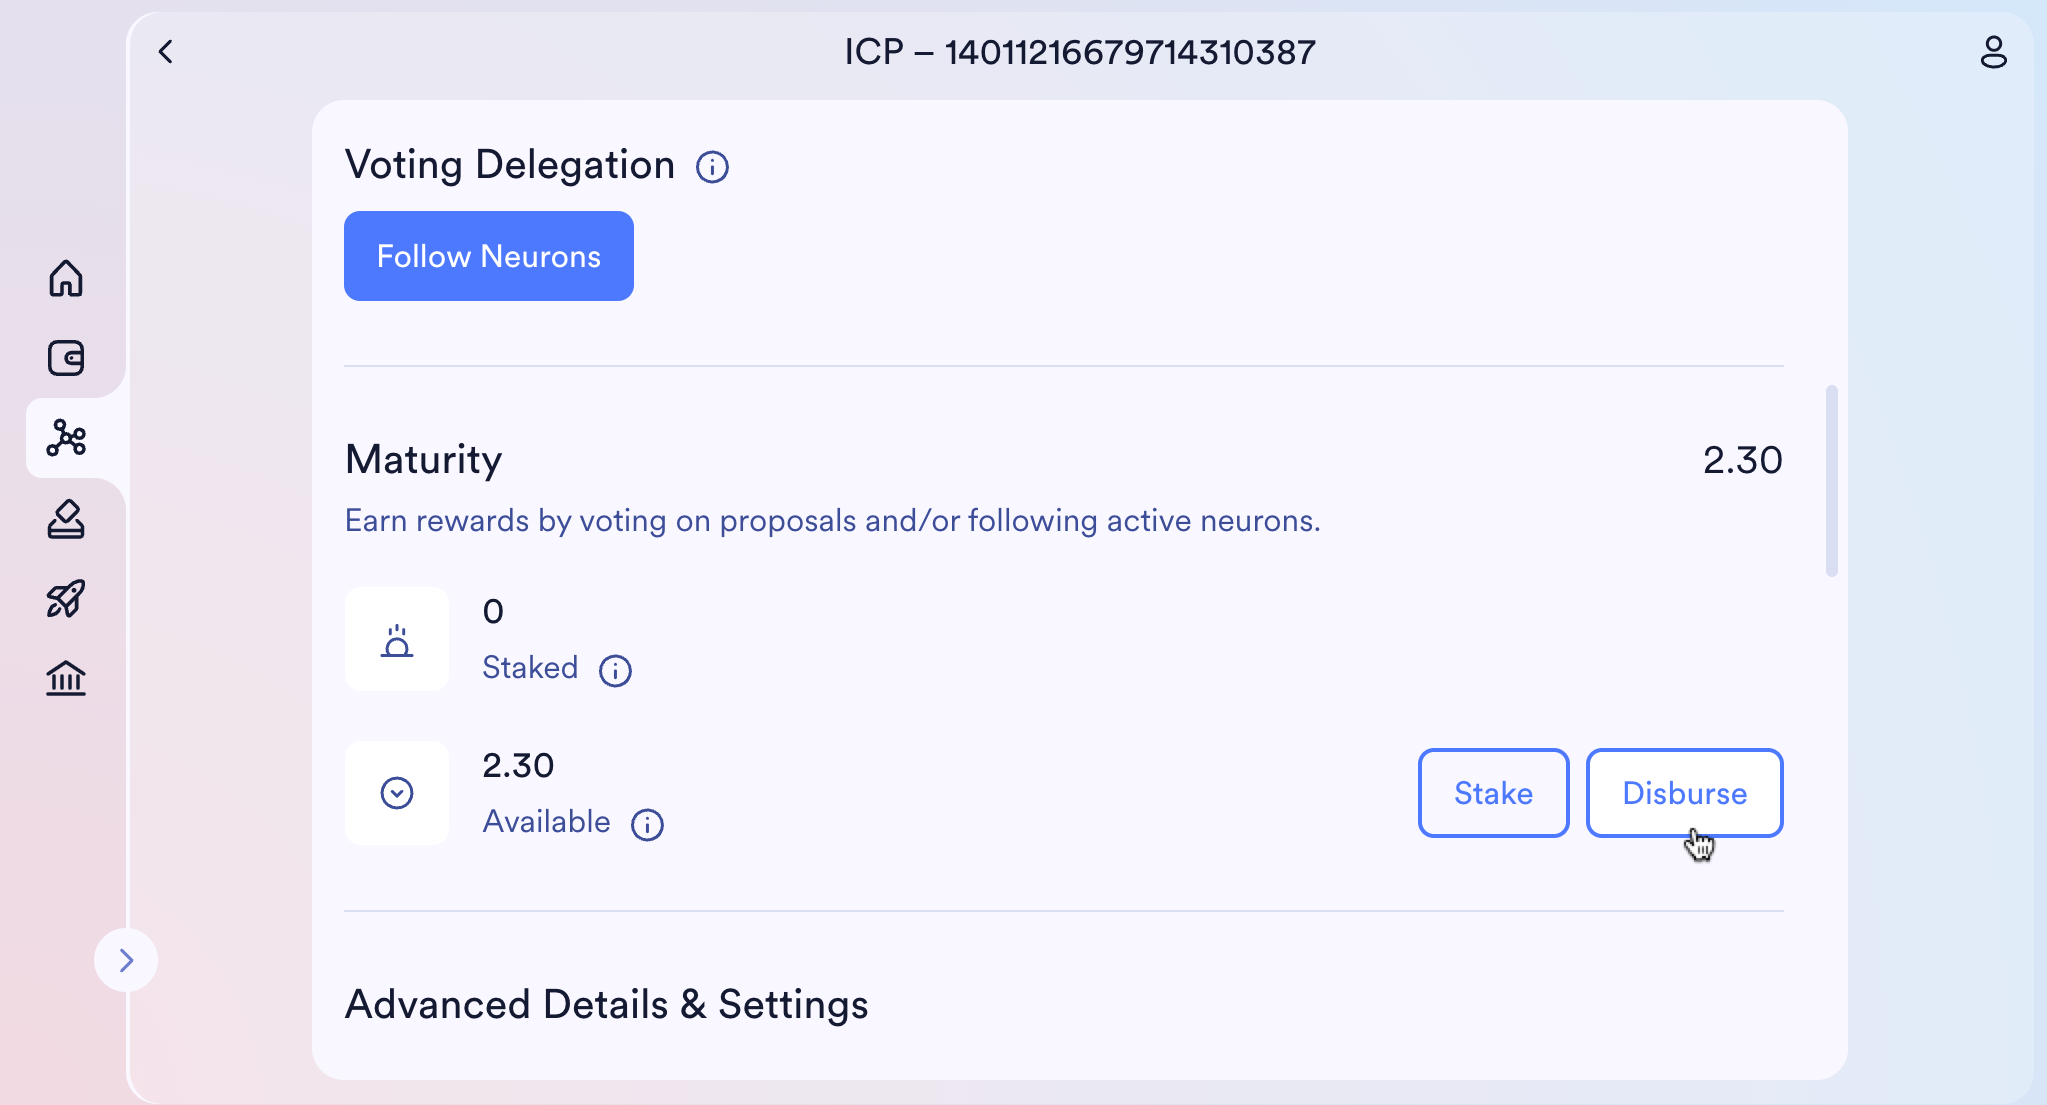 ICP – 14011216679714310387
Voting Delegation
Follow Neurons
Maturity
2.30
Earn rewards by voting on proposals and/or following active neurons.
0
Staked
2.30
Available
Stake
Disburse
Advanced Details & Settings